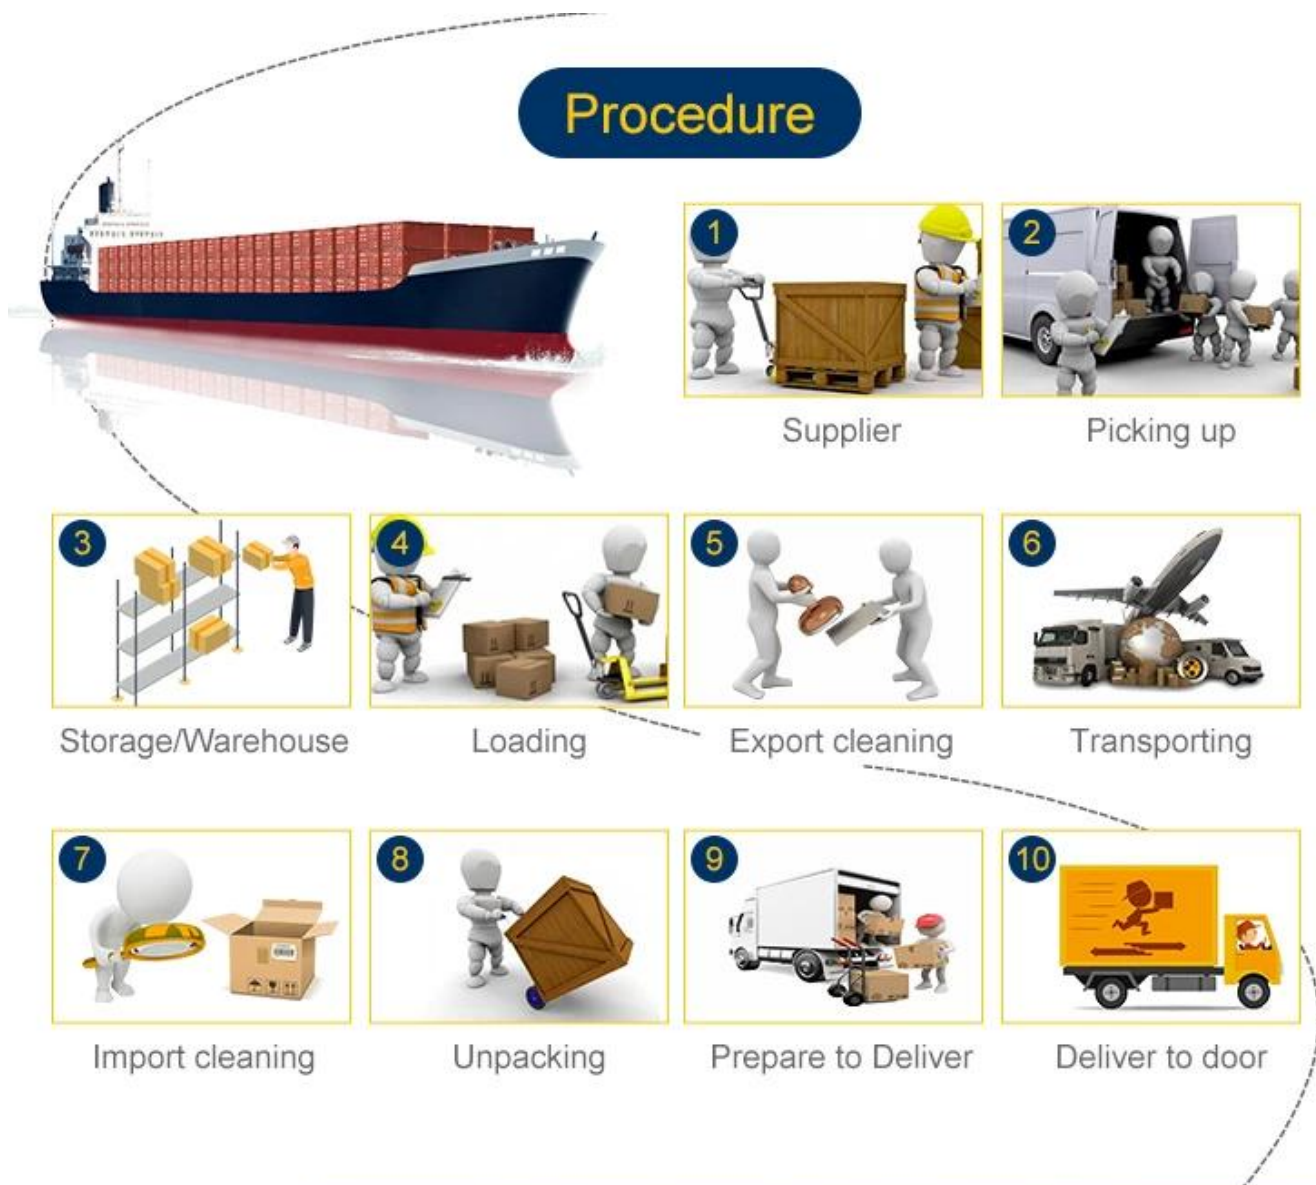 Procedure
1
2
Supplier
Picking up
3
4
5
6
Storage/Warehouse
Loading
Export cleaning
Transporting
7
8
9
10
Import cleaning
Unpacking
Prepare to Deliver
Deliver to door